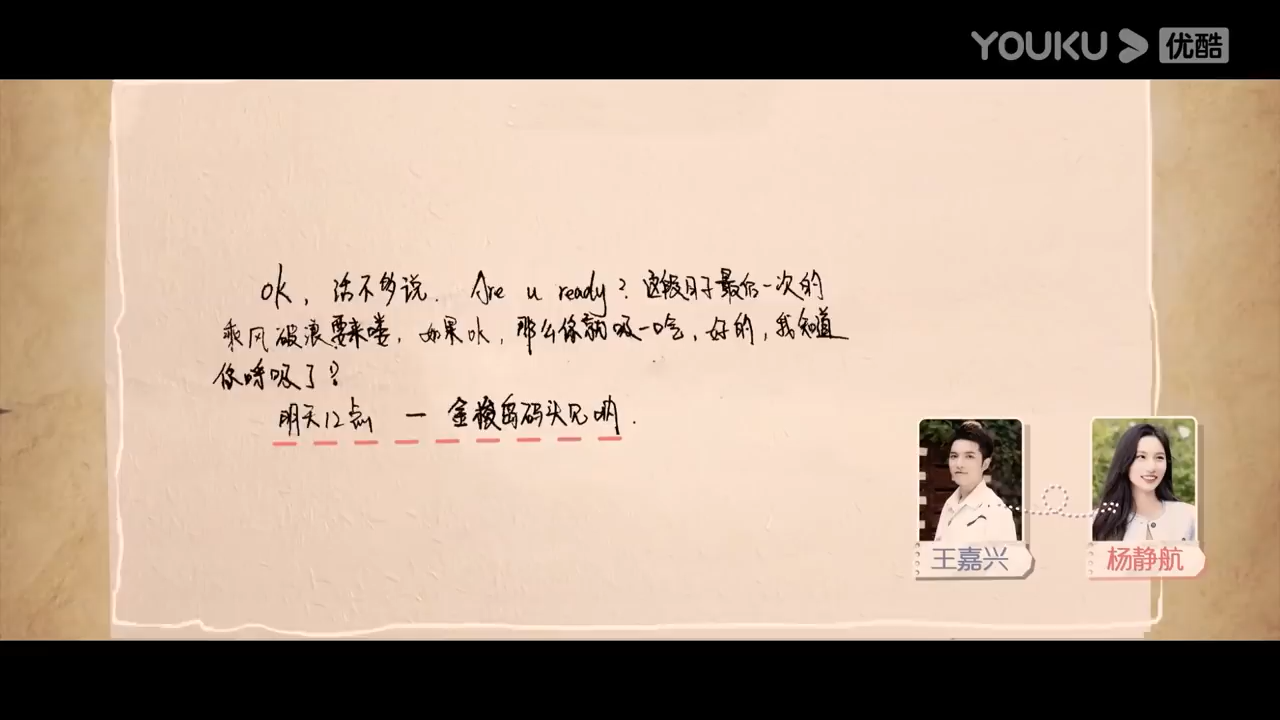 YOUKU 优酷
ok，话不多说. Are u ready？这段日子最后一次的
乘风破浪要来喽，如果ok，那么你就吸一哈，好的，我知道
你呼吸了？
明天12点 — 金梭岛码头见哟.
王嘉兴
杨静航